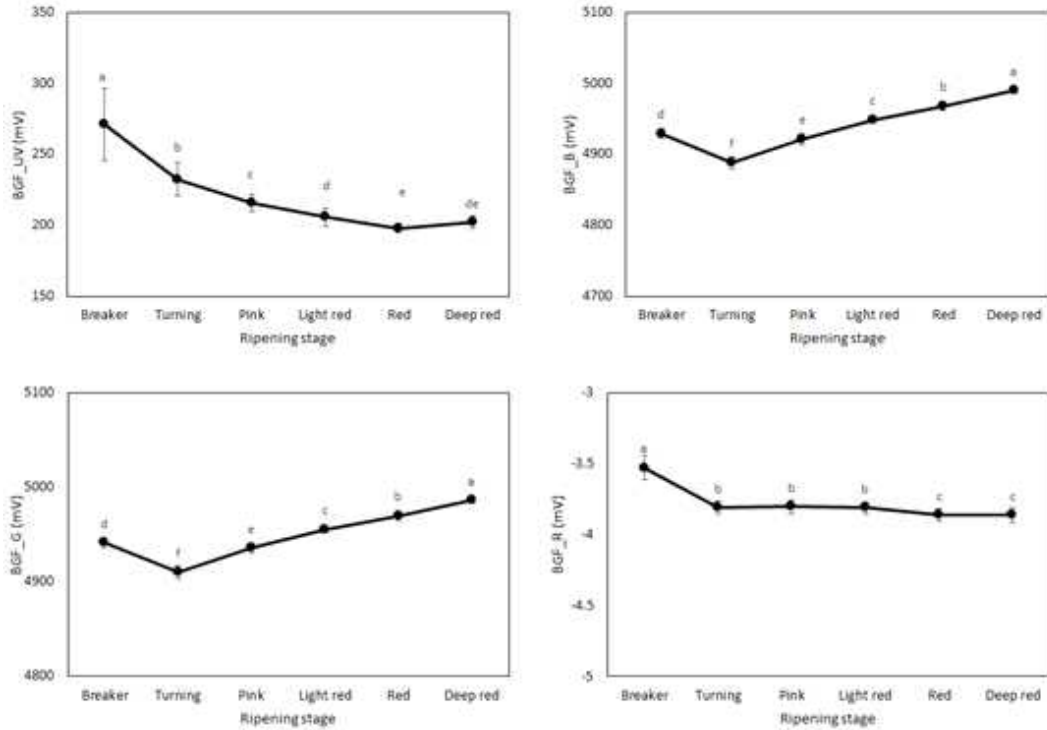 350
300
250
200
150
BGF_UV (mV)
a
b
c
d
e
de
Breaker Turning Pink Light red Red Deep red
Ripening stage
5100
5000
4900
4800
4700
BGF_B (mV)
d
f
e
c
b
a
Breaker Turning Pink Light red Red Deep red
Ripening stage
5100
5000
4900
4800
BGF_G (mV)
d
f
e
c
b
a
Breaker Turning Pink Light red Red Deep red
Ripening stage
-3
-3.5
-4
-4.5
-5
BGF_R (mV)
a
b
b
b
c
c
Breaker Turning Pink Light red Red Deep red
Ripening stage